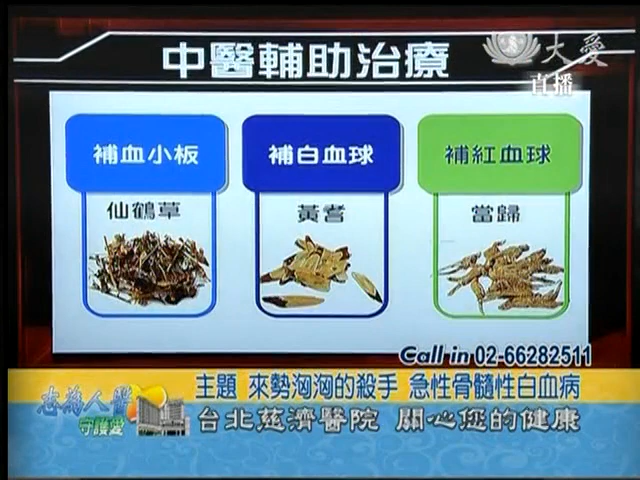 中醫輔助治療
大愛
直播
補血小板
補白血球
補紅血球
仙鶴草
黃耆
當歸
Call in 02-66282511
志為人醫
守護愛
主題 來勢洶洶的殺手 急性骨髓性白血病
台北慈濟醫院 關心您的健康